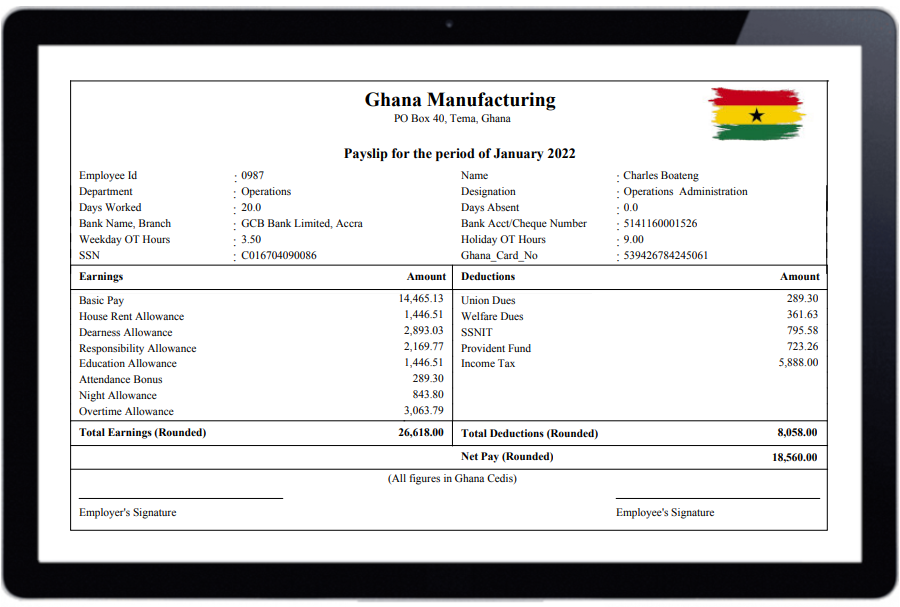 Ghana Manufacturing
PO Box 40, Tema, Ghana
Payslip for the period of January 2022
Employee Id : 0987 Name : Charles Boateng
Department : Operations Designation : Operations Administration
Days Worked : 20.0 Days Absent : 0.0
Bank Name, Branch : GCB Bank Limited, Accra Bank Acct/Cheque Number : 5141160001526
Weekday OT Hours : 3.50 Holiday OT Hours : 9.00
SSN : C016704090086 Ghana_Card_No : 539426784245061
Earnings Amount Deductions Amount
Basic Pay 14,465.13 Union Dues 289.30
House Rent Allowance 1,446.51 Welfare Dues 361.63
Dearness Allowance 2,893.03 SSNIT 795.58
Responsibility Allowance 2,169.77 Provident Fund 723.26
Education Allowance 1,446.51 Income Tax 5,888.00
Attendance Bonus 289.30
Night Allowance 843.80
Overtime Allowance 3,063.79
Total Earnings (Rounded) 26,618.00 Total Deductions (Rounded) 8,058.00
Net Pay (Rounded) 18,560.00
(All figures in Ghana Cedis)
Employer's Signature Employee's Signature